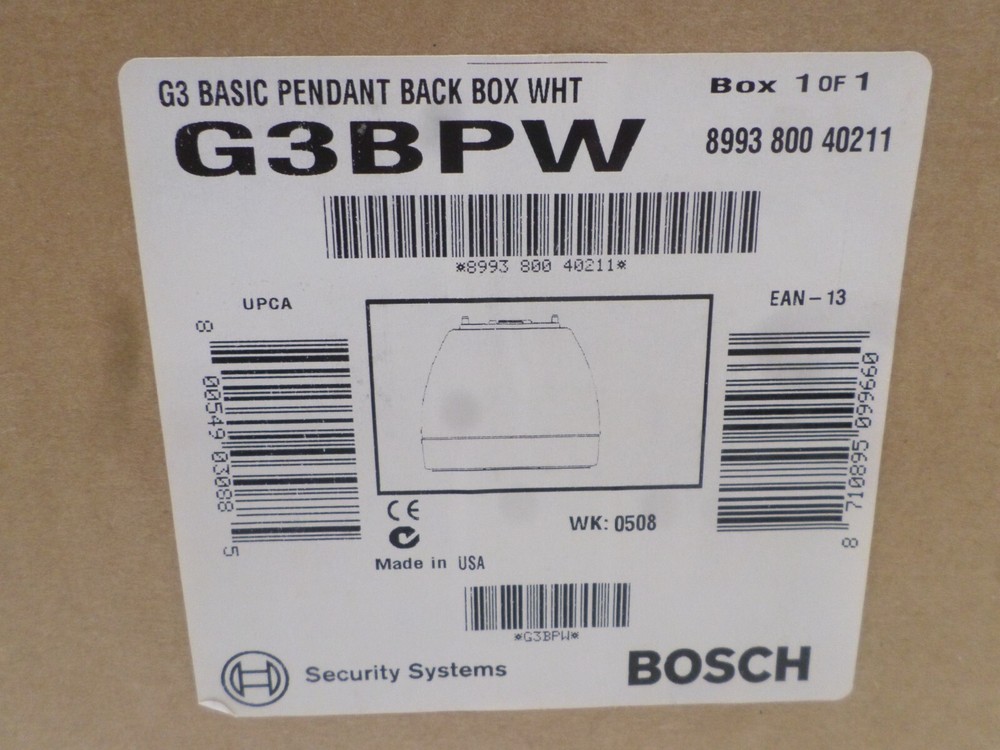 G3 BASIC PENDANT BACK BOX WHT
Box 1 OF 1
G3BPW
8993 800 40211
*8993 800 40211*
UPCA
EAN-13
8 00549 03088 5
8 710895 099660
CE
WK: 0508
Made in USA
*G3BPW*
Security Systems
BOSCH